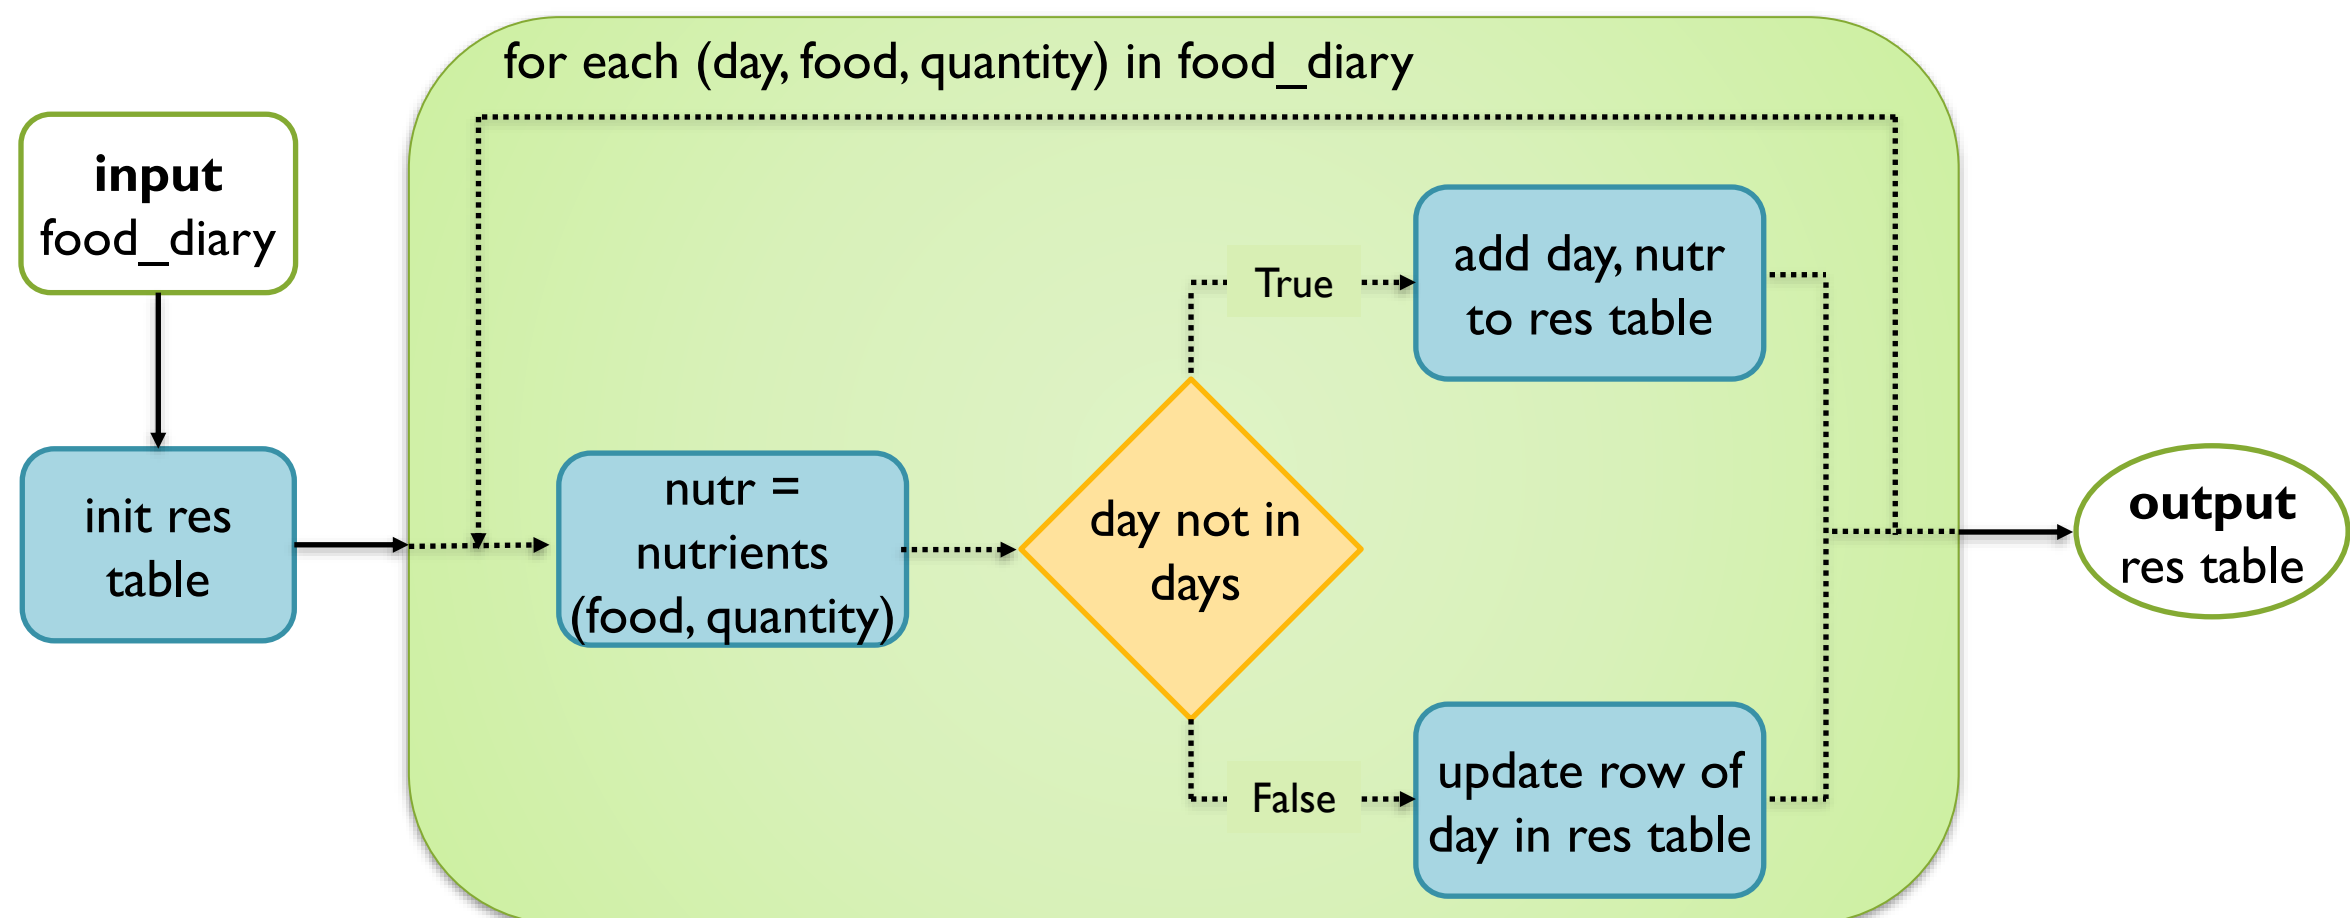 for each (day, food, quantity) in food_diary
input
food_diary
init res
table
nutr =
nutrients
(food, quantity)
day not in
days
True
add day, nutr
to res table
False
update row of
day in res table
output
res table